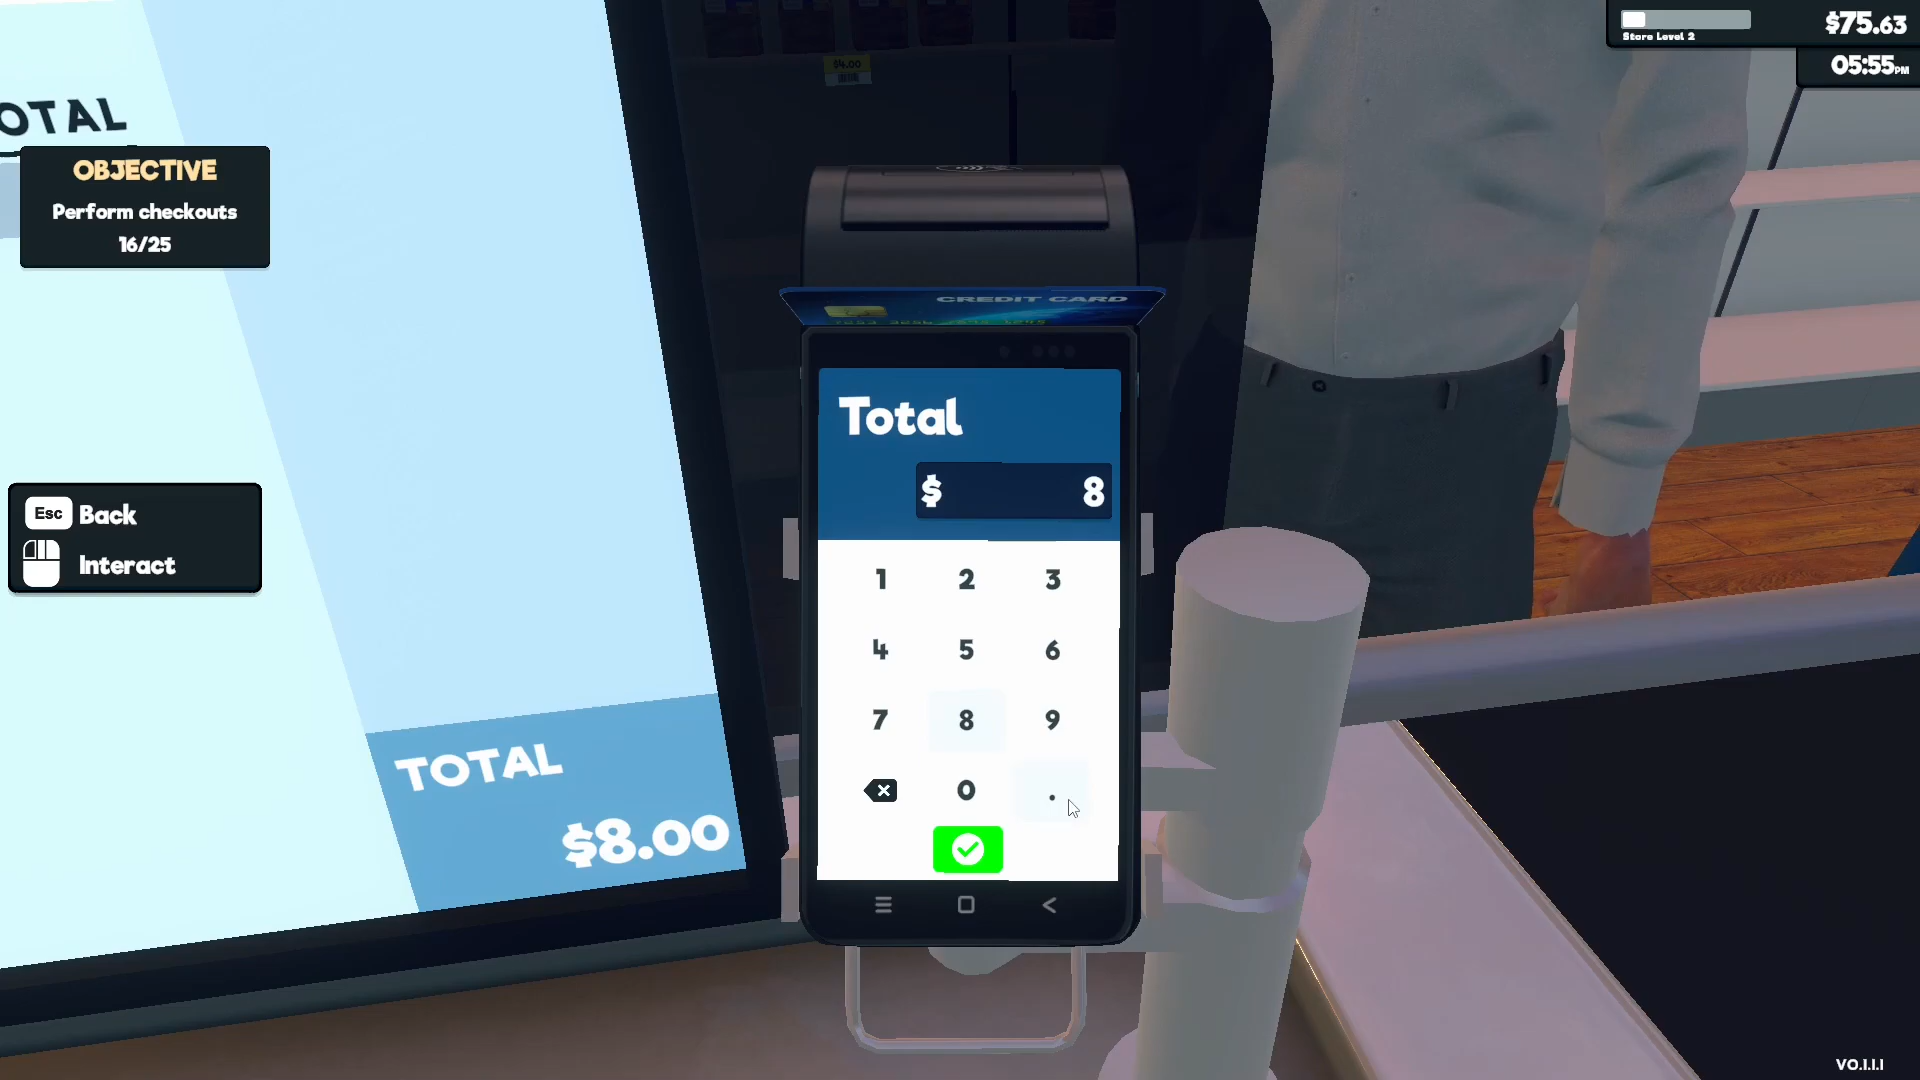 $75.63
Store Level 2
05:55PM
$4.00
OTAL
OBJECTIVE
Perform checkouts
16/25
CREDIT CARD
Total
$ 8
Esc Back
Interact
1 2 3
4 5 6
7 8 9
0 .
TOTAL
$8.00
V0.1.1.1